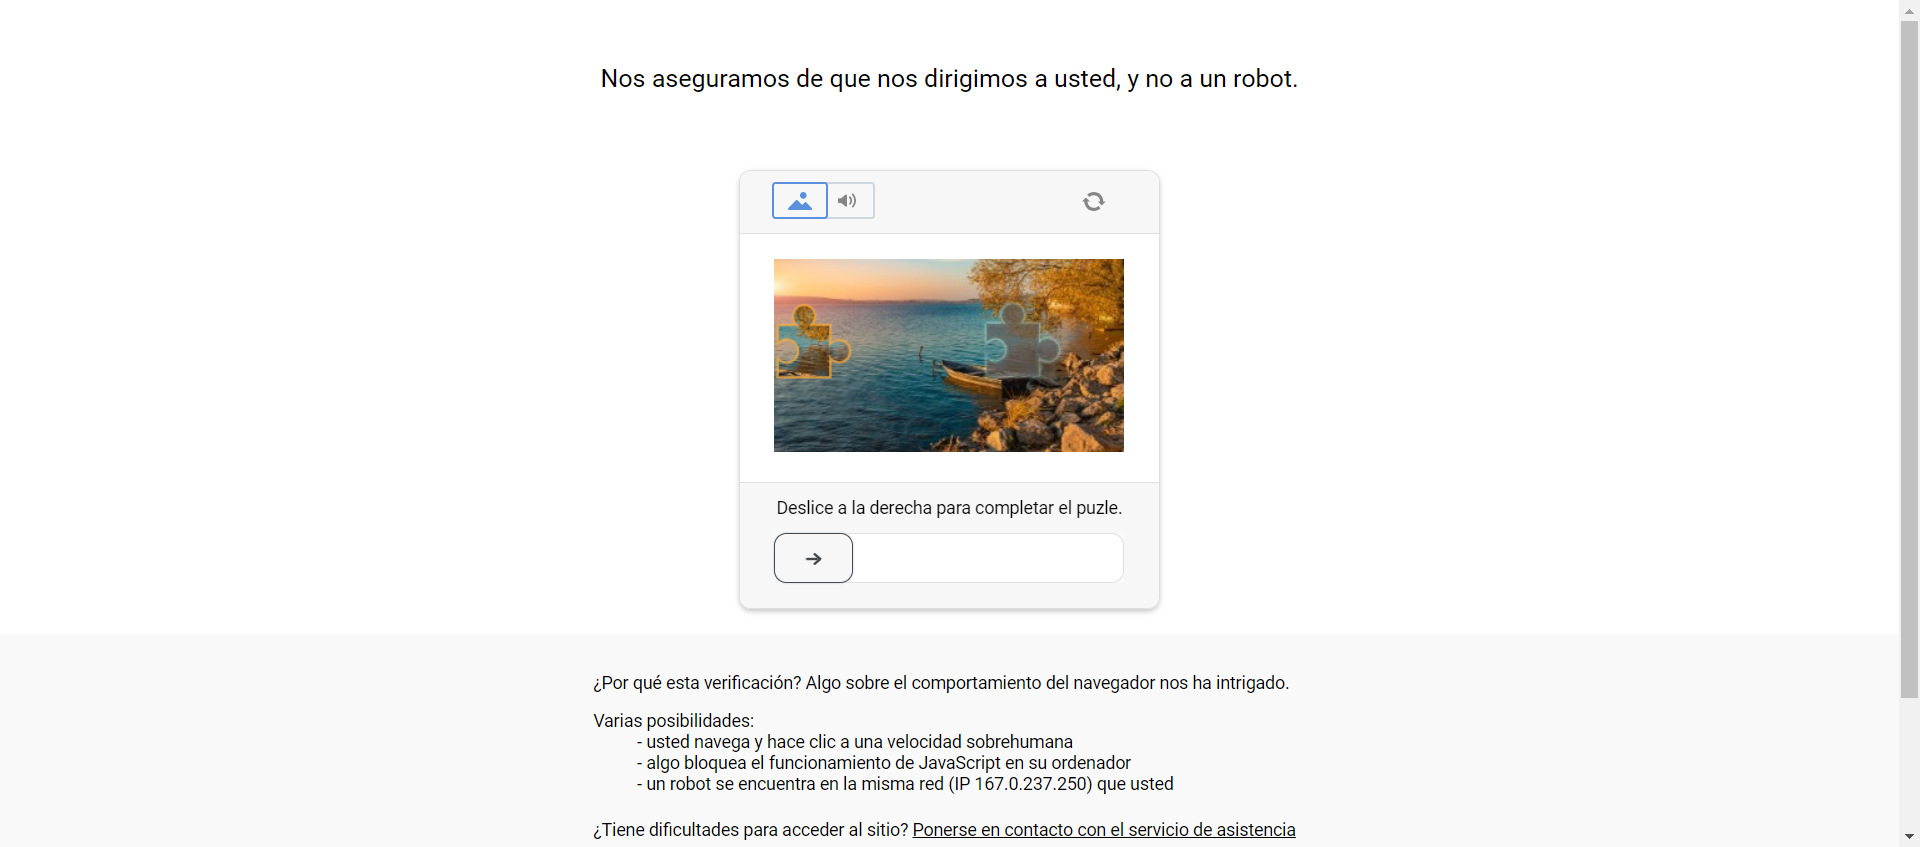 Nos aseguramos de que nos dirigimos a usted, y no a un robot.
Deslice a la derecha para completar el puzle.
¿Por qué esta verificación? Algo sobre el comportamiento del navegador nos ha intrigado.
Varias posibilidades:
- usted navega y hace clic a una velocidad sobrehumana
- algo bloquea el funcionamiento de JavaScript en su ordenador
- un robot se encuentra en la misma red (IP 167.0.237.250) que usted
¿Tiene dificultades para acceder al sitio? Ponerse en contacto con el servicio de asistencia